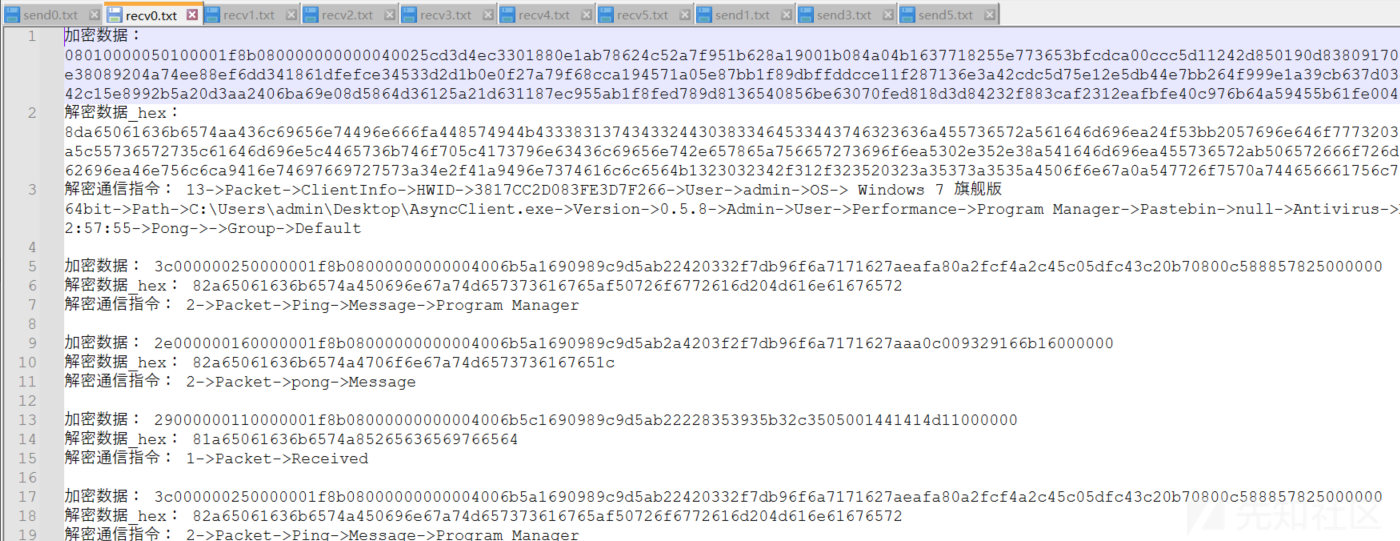 send0.txt recv0.txt recv1.txt recv2.txt recv3.txt recv4.txt recv5.txt send1.txt send3.txt send5.txt
1 加密数据：
08010000050100001f8b080000000000040025cd3d4ec3301880e1ab78624c52a7f951b628a19001b084a04b1637718255e773653bfcdca00ccc5d11242d850190d83809170
e38089204a74ee88ef6dd341861dfefce34533d2d1b0e0f27a79f68cca194571a05e87bb1f89dbffddcce11f287136e3a42cdc5d75e12e5db44e7bb264f999e1a39cb637d03
42c15e8992b5a20d3aa2406ba69e08d5864d36125a21d631187ec955ab1f8fed789d8136540856be63070fed818d3d84232f883caf2312eafbfe40c976b64a59455b61fe004
2 解密数据_hex：
8da65061636b6574aa436c69656e74496e666fa448574944b433383137434332443038334645334437463236366a455736572a561646d696ea24f53bb2057696e646f7773203
a5c55736572735c61646d696e5c4465736b746f705c4173796e63436c69656e742e657865a756657273696f6ea5302e352e38a541646d696ea455736572ab506572666f726d
62696ea46e756c6ca9416e74697669727573a34e2f41a9496e7374616c6c6564b1323032342f312f323520323a35373a3535a4506f6e67a0a547726f7570a744656661756c7
3 解密通信指令： 13->Packet->ClientInfo->HWID->3817CC2D083FE3D7F266->User->admin->OS-> Windows 7 旗舰版
64bit->Path->C:\Users\admin\Desktop\AsyncClient.exe->Version->0.5.8->Admin->User->Performance->Program Manager->Pastebin->null->Antivirus->
2:57:55->Pong->->Group->Default
4
5 加密数据： 3c000000250000001f8b08000000000004006b5a1690989c9d5ab22420332f7db96f6a7171627aeafa80a2fcf4a2c45c05dfc43c20b70800c588857825000000
6 解密数据_hex： 82a65061636b6574a450696e67a74d657373616765af50726f6772616d204d616e61676572
7 解密通信指令： 2->Packet->Ping->Message->Program Manager
8
9 加密数据： 2e000000160000001f8b08000000000004006b5a1690989c9d5ab2a4203f2f7db96f6a7171627aaa0c009329166b16000000
10 解密数据_hex： 82a65061636b6574a4706f6e67a74d6573736167651c
11 解密通信指令： 2->Packet->pong->Message
12
13 加密数据： 29000000110000001f8b08000000000004006b5c1690989c9d5ab22228353935b32c3505001441414d11000000
14 解密数据_hex： 81a65061636b6574a85265636569766564
15 解密通信指令： 1->Packet->Received
16
17 加密数据： 3c000000250000001f8b08000000000004006b5a1690989c9d5ab22420332f7db96f6a7171627aeafa80a2fcf4a2c45c05dfc43c20b70800c588857825000000
18 解密数据_hex： 82a65061636b6574a450696e67a74d657373616765af50726f6772616d204d616e61676572
19 解密通信指令： 2->Packet->Ping->Message->Program Manager
先知社区